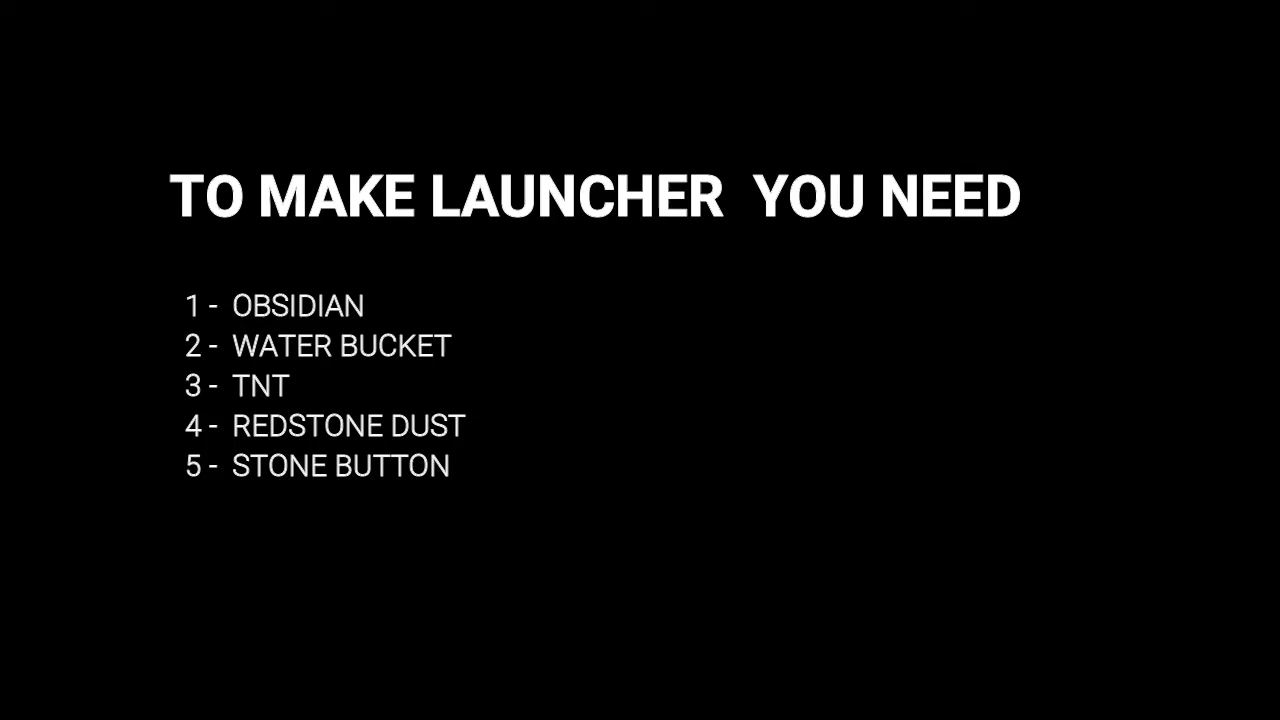 TO MAKE LAUNCHER  YOU NEED
1 -  OBSIDIAN
2 -  WATER BUCKET
3 -  TNT
4 -  REDSTONE DUST
5 -  STONE BUTTON